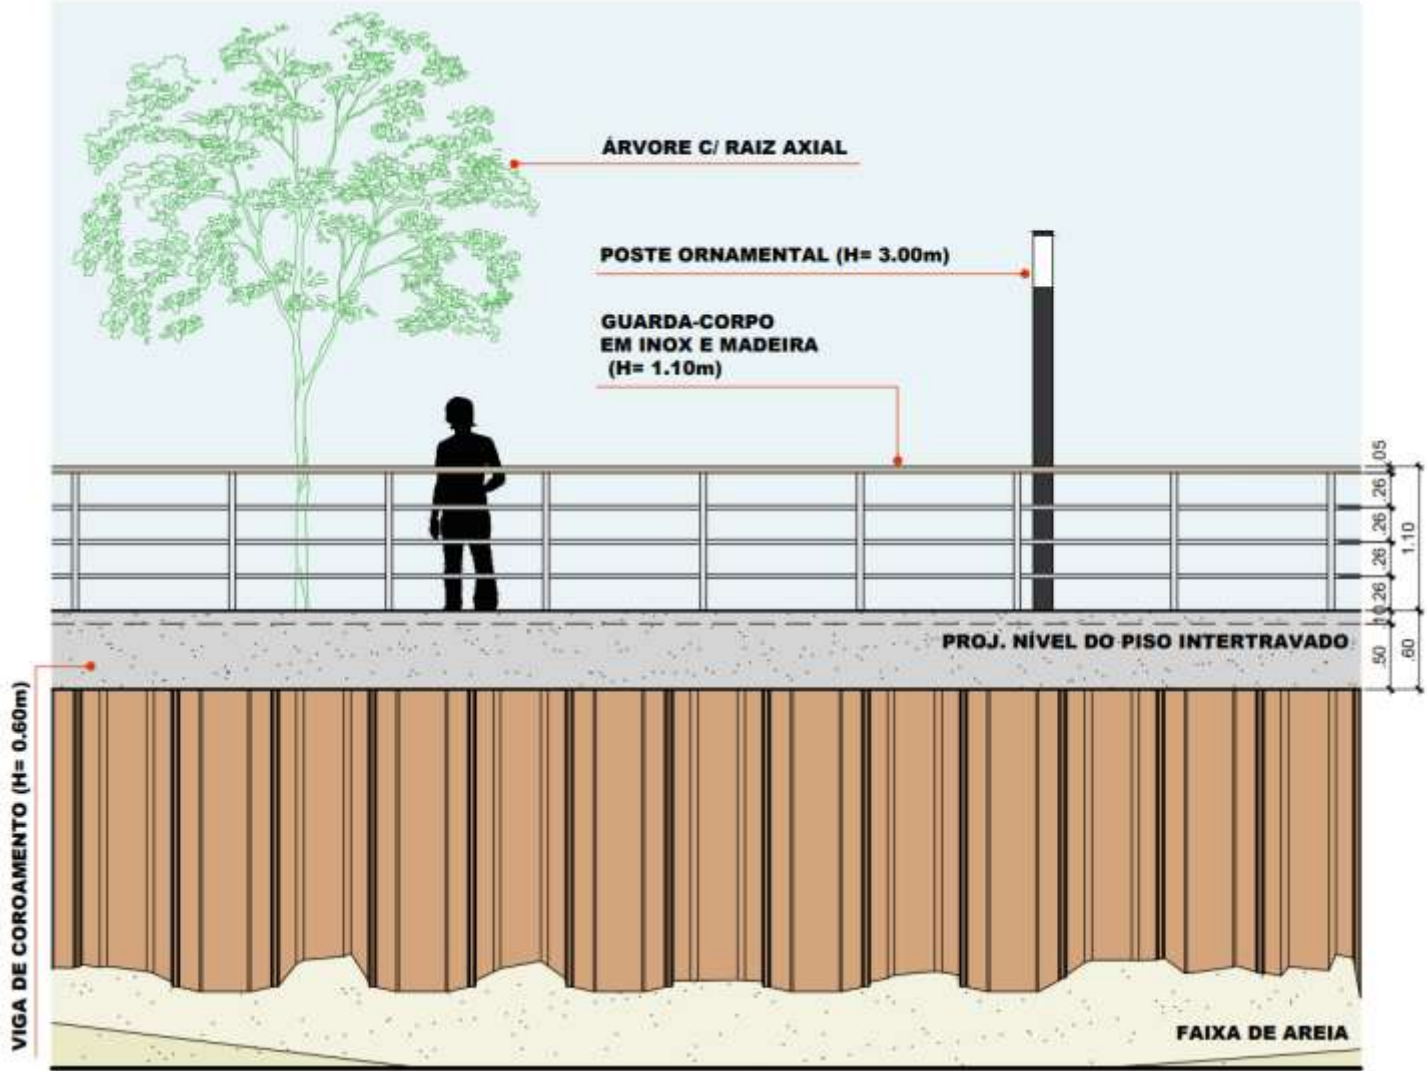 ÁRVORE C/ RAIZ AXIAL
POSTE ORNAMENTAL (H= 3.00m)
GUARDA-CORPO
EM INOX E MADEIRA
(H= 1.10m)
.05
.26
.26
.26
.26
1.10
.10
.50
.60
PROJ. NÍVEL DO PISO INTERTRAVADO
VIGA DE COROAMENTO (H= 0.60m)
FAIXA DE AREIA